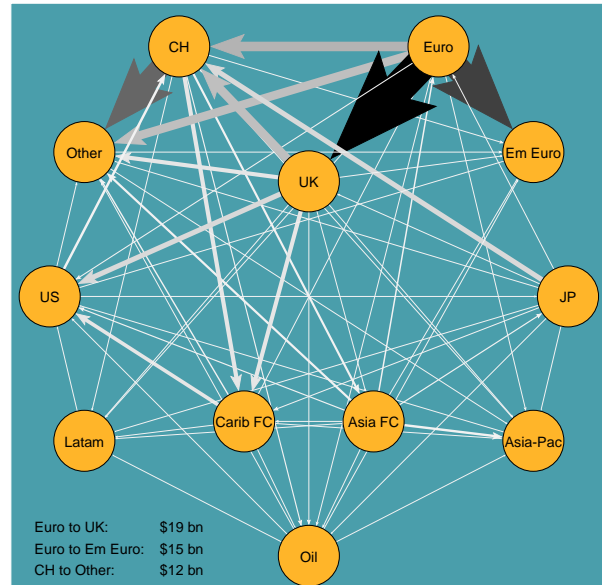 CH
Euro
Other
Em Euro
UK
US
JP
Latam
Carib FC
Asia FC
Asia-Pac
Oil
Euro to UK: $19 bn
Euro to Em Euro: $15 bn
CH to Other: $12 bn